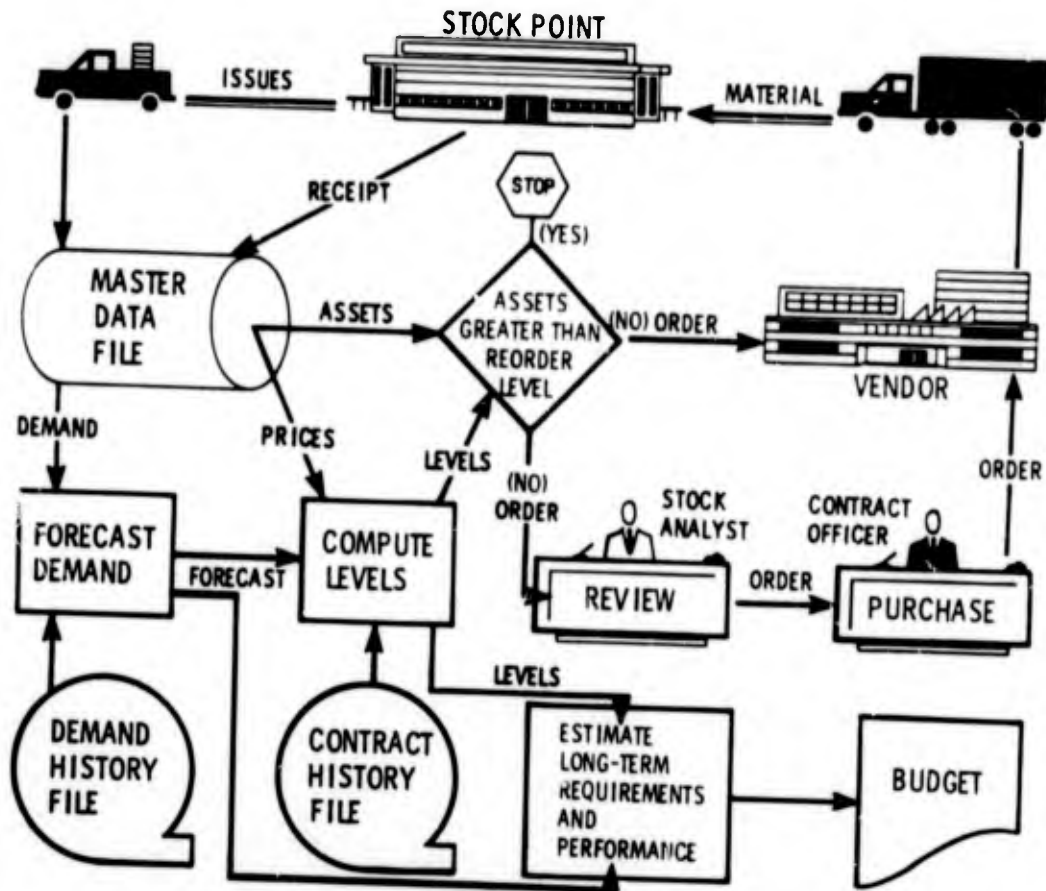 STOCK POINT
ISSUES
MATERIAL
RECEIPT
STOP
(YES)
MASTER
DATA
FILE
ASSETS
ASSETS
GREATER THAN
REORDER
LEVEL
(NO) ORDER
VENDOR
DEMAND
PRICES
LEVELS
(NO)
ORDER
ORDER
FORECAST
DEMAND
FORECAST
COMPUTE
LEVELS
STOCK
ANALYST
REVIEW
ORDER
CONTRACT
OFFICER
PURCHASE
LEVELS
DEMAND
HISTORY
FILE
CONTRACT
HISTORY
FILE
ESTIMATE
LONG-TERM
REQUIREMENTS
AND
PERFORMANCE
BUDGET